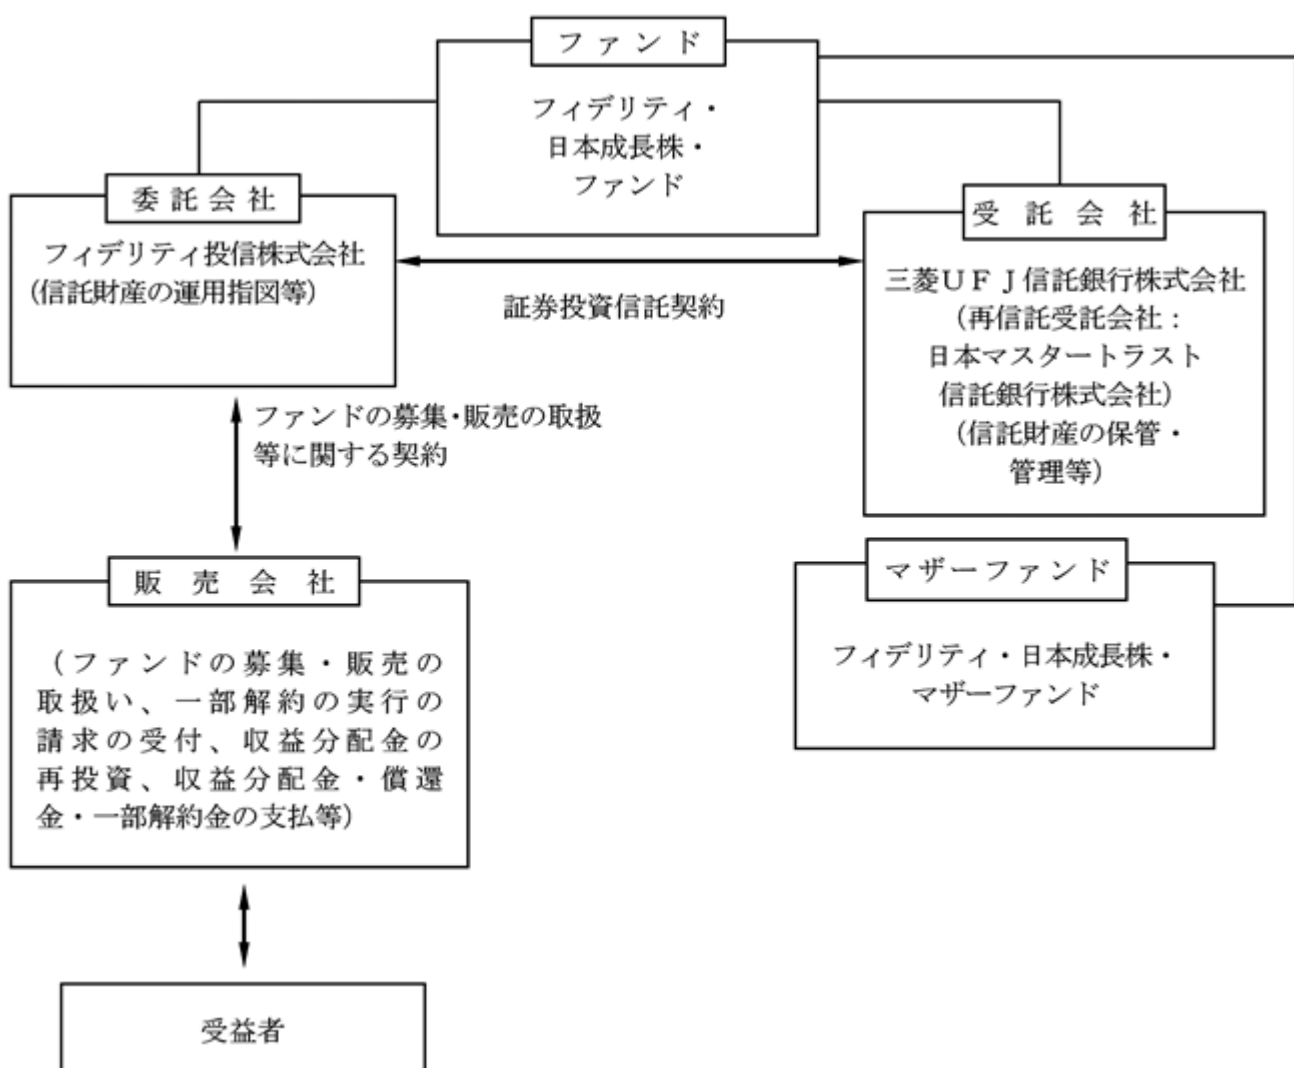 ファンド
フィデリティ・
日本成長株・
ファンド
委託会社
フィデリティ投信株式会社
(信託財産の運用指図等)
証券投資信託契約
受託会社
三菱UFJ信託銀行株式会社
(再信託受託会社:
日本マスタートラスト
信託銀行株式会社)
(信託財産の保管・
管理等)
ファンドの募集・販売の取扱
等に関する契約
販売会社
(ファンドの募集・販売の
取扱い、一部解約の実行の
請求の受付、収益分配金の
再投資、収益分配金・償還
金・一部解約金の支払等)
マザーファンド
フィデリティ・日本成長株・
マザーファンド
受益者